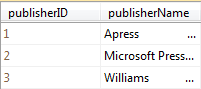 publisherID publisherName
1 Apress ...
2 Microsoft Press...
3 Williams ...